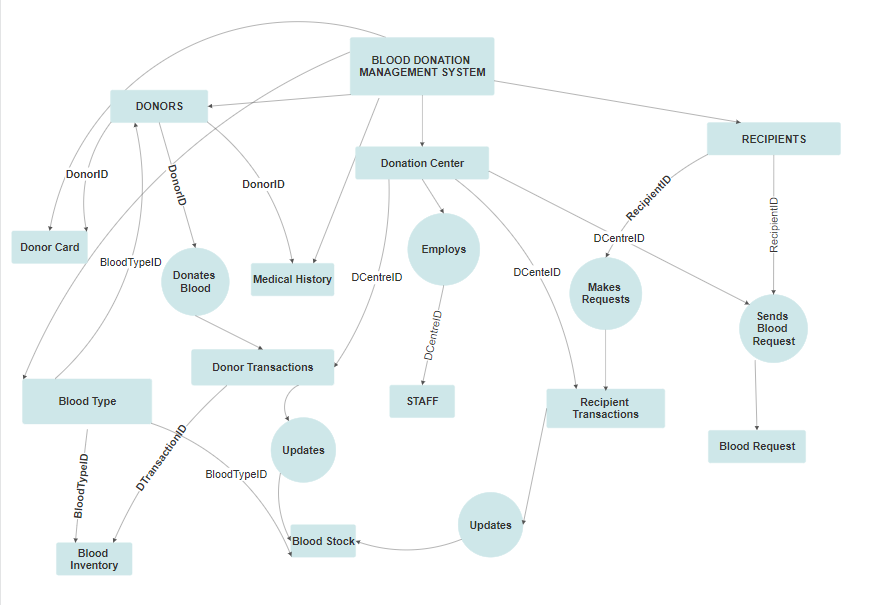 BLOOD DONATION
MANAGEMENT SYSTEM
DONORS
RECIPIENTS
Donation Center
DonorID
DonorID
DonorID
RecipientID
RecipientID
DCentreID
Donor Card
BloodTypeID
Donates
Blood
Medical History
DCentreID
Employs
DCenteID
Makes
Requests
Sends
Blood
Request
DCentreID
Donor Transactions
Blood Type
STAFF
Recipient
Transactions
Blood Request
Updates
BloodTypeID
DTransactionID
BloodTypeID
Updates
Blood Stock
Blood
Inventory